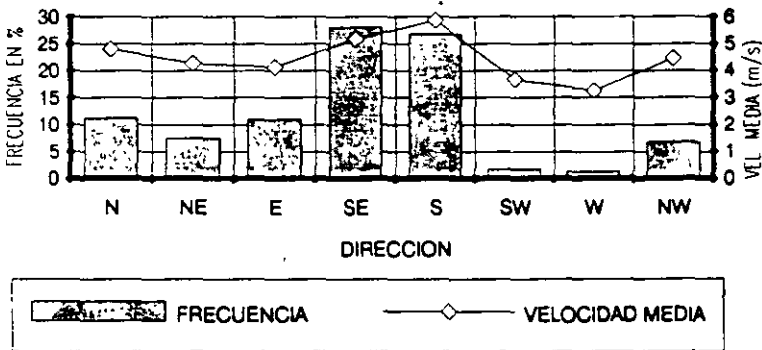 FRECUENCIA EN %
30
25
20
15
10
5
0
6
5
4
3
2
1
0
VEL MEDIA (m/s)
N NE E SE S SW W NW
DIRECCION
FRECUENCIA VELOCIDAD MEDIA